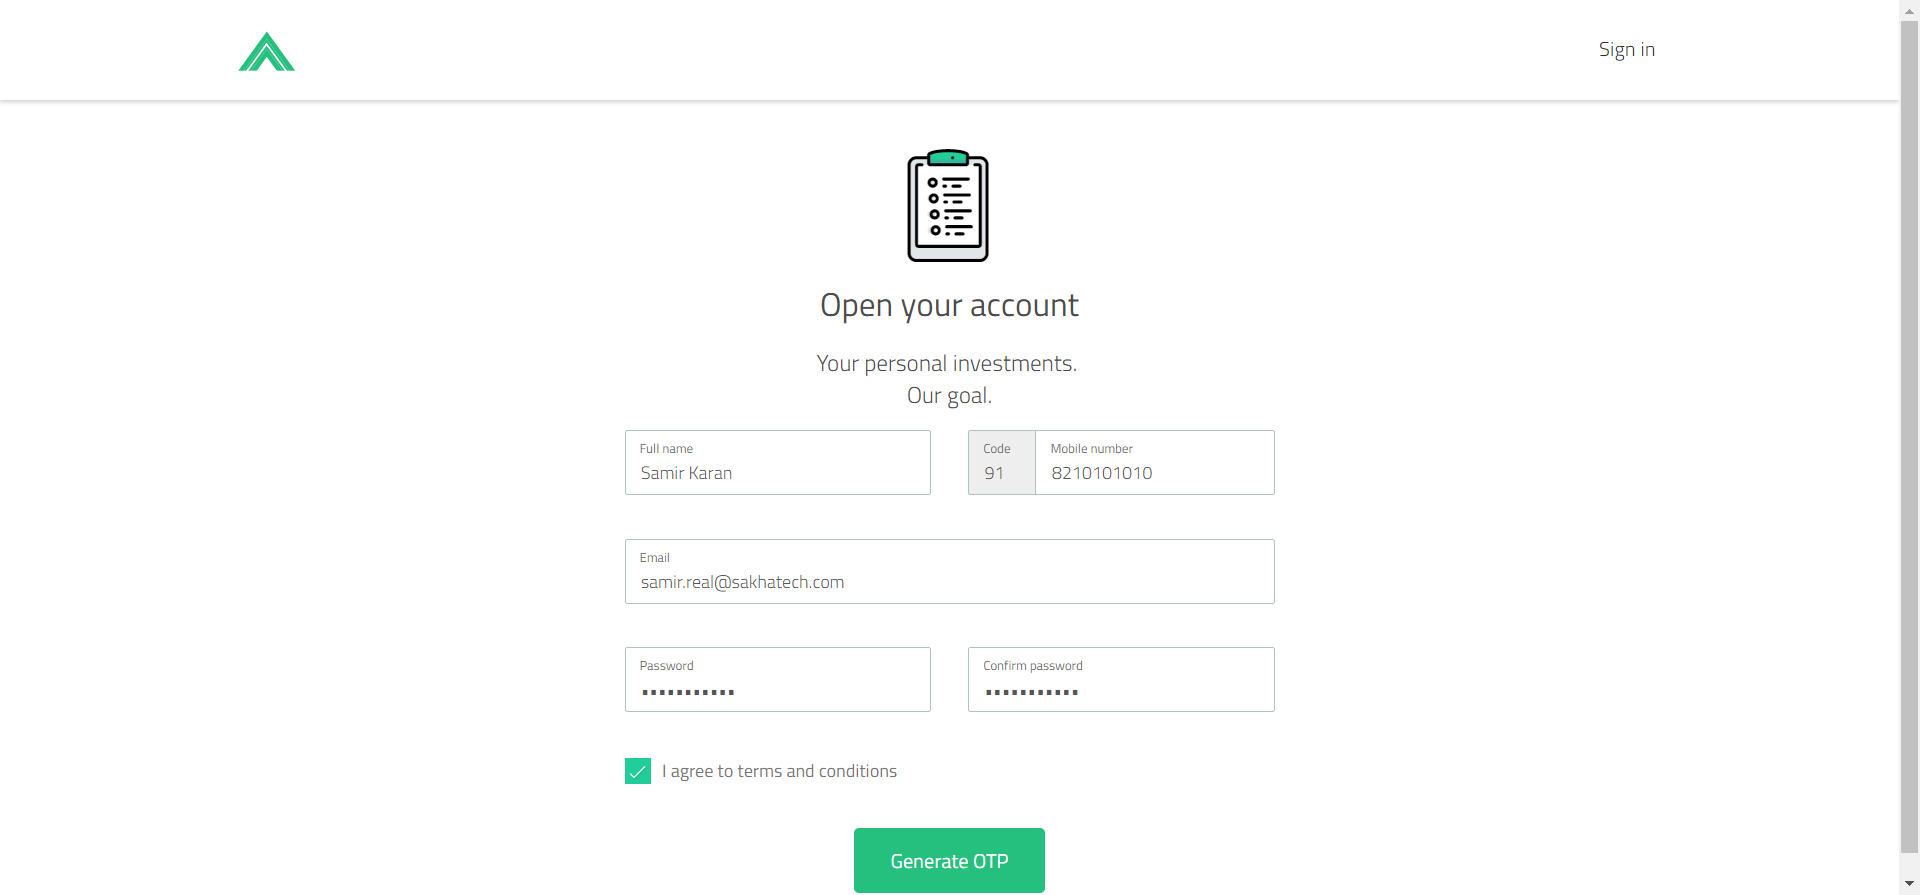 Sign in
Open your account
Your personal investments.
Our goal.
Full name
Samir Karan
Code
91
Mobile number
8210101010
Email
samir.real@sakhatech.com
Password
Confirm password
I agree to terms and conditions
Generate OTP